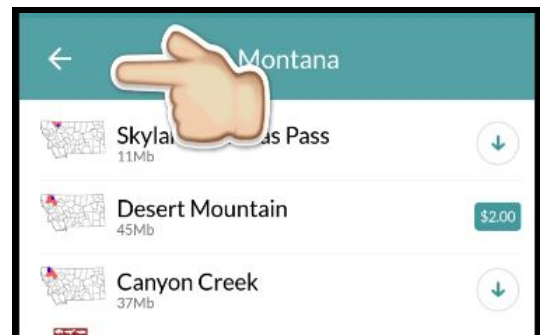 Montana
Skyla as Pass
11Mb
Desert Mountain
45Mb
$2.00
Canyon Creek
37Mb